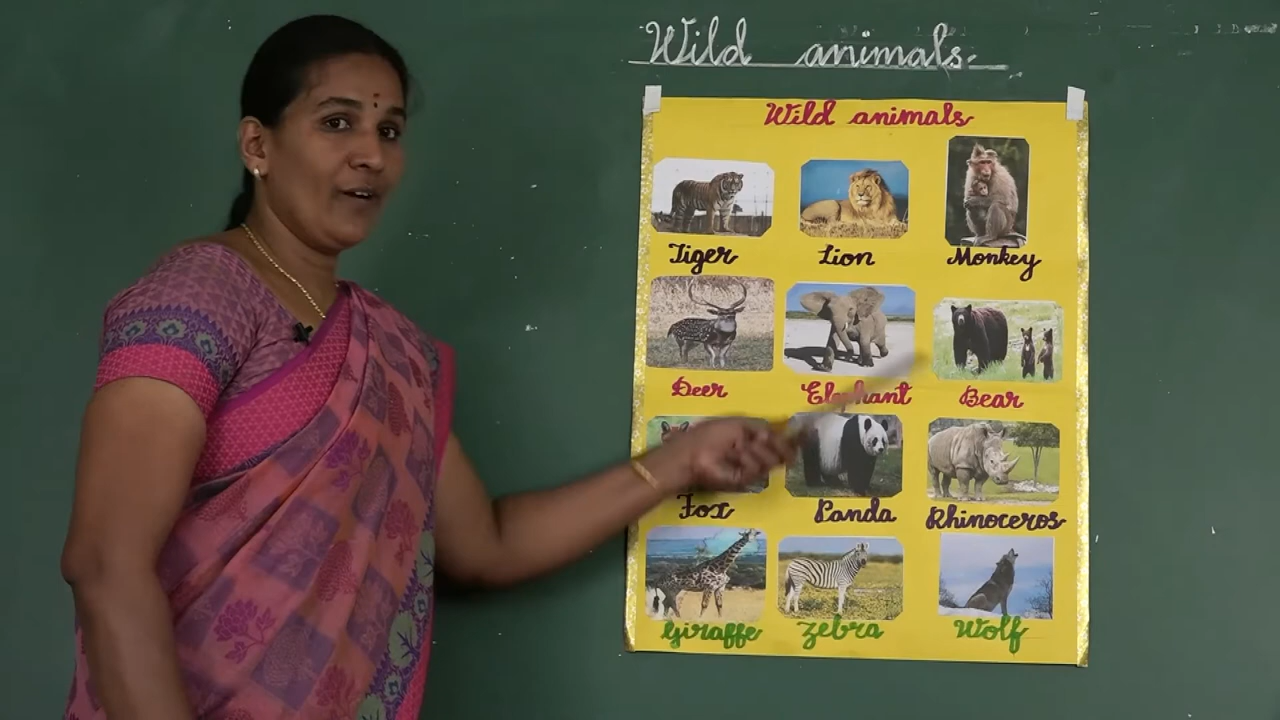 Wild animals.
Wild animals
Tiger Lion Monkey
Deer Elephant Bear
Fox Panda Rhinoceros
Giraffe Zebra Wolf